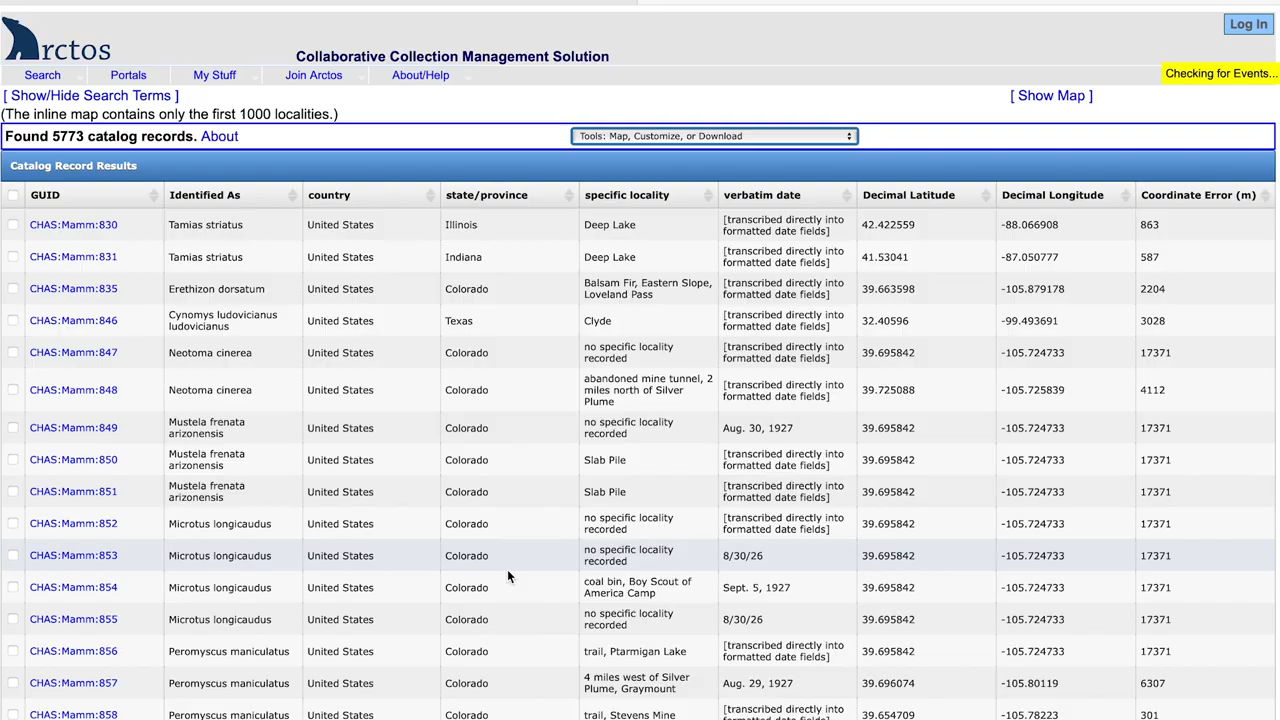 Log In
Arctos
Collaborative Collection Management Solution
Search Portals My Stuff Join Arctos About/Help
Checking for Events...
[ Show/Hide Search Terms ] [ Show Map ]
(The inline map contains only the first 1000 localities.)
Found 5773 catalog records. About Tools: Map, Customize, or Download
Catalog Record Results
GUID Identified As country state/province specific locality verbatim date Decimal Latitude Decimal Longitude Coordinate Error (m)
CHAS:Mamm:830 Tamias striatus United States Illinois Deep Lake [transcribed directly into formatted date fields] 42.422559 -88.066908 863
CHAS:Mamm:831 Tamias striatus United States Indiana Deep Lake [transcribed directly into formatted date fields] 41.53041 -87.050777 587
CHAS:Mamm:835 Erethizon dorsatum United States Colorado Balsam Fir, Eastern Slope, Loveland Pass [transcribed directly into formatted date fields] 39.663598 -105.879178 2204
CHAS:Mamm:846 Cynomys ludovicianus ludovicianus United States Texas Clyde [transcribed directly into formatted date fields] 32.40596 -99.493691 3028
CHAS:Mamm:847 Neotoma cinerea United States Colorado no specific locality recorded [transcribed directly into formatted date fields] 39.695842 -105.724733 17371
CHAS:Mamm:848 Neotoma cinerea United States Colorado abandoned mine tunnel, 2 miles north of Silver Plume [transcribed directly into formatted date fields] 39.725088 -105.725839 4112
CHAS:Mamm:849 Mustela frenata arizonensis United States Colorado no specific locality recorded Aug. 30, 1927 39.695842 -105.724733 17371
CHAS:Mamm:850 Mustela frenata arizonensis United States Colorado Slab Pile [transcribed directly into formatted date fields] 39.695842 -105.724733 17371
CHAS:Mamm:851 Mustela frenata arizonensis United States Colorado Slab Pile [transcribed directly into formatted date fields] 39.695842 -105.724733 17371
CHAS:Mamm:852 Microtus longicaudus United States Colorado no specific locality recorded [transcribed directly into formatted date fields] 39.695842 -105.724733 17371
CHAS:Mamm:853 Microtus longicaudus United States Colorado no specific locality recorded 8/30/26 39.695842 -105.724733 17371
CHAS:Mamm:854 Microtus longicaudus United States Colorado coal bin, Boy Scout of America Camp Sept. 5, 1927 39.695842 -105.724733 17371
CHAS:Mamm:855 Microtus longicaudus United States Colorado no specific locality recorded 8/30/26 39.695842 -105.724733 17371
CHAS:Mamm:856 Peromyscus maniculatus United States Colorado trail, Ptarmigan Lake [transcribed directly into formatted date fields] 39.695842 -105.724733 17371
CHAS:Mamm:857 Peromyscus maniculatus United States Colorado 4 miles west of Silver Plume, Graymount Aug. 29, 1927 39.696074 -105.80119 6307
CHAS:Mamm:858 Peromyscus maniculatus United States Colorado trail, Stevens Mine [transcribed directly into 39.654709 -105.78223 301